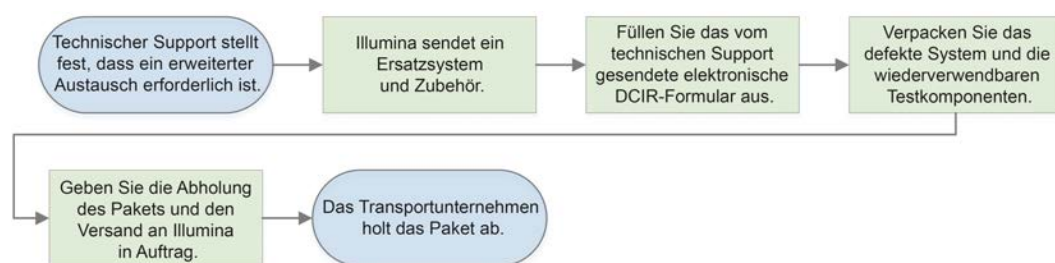 Technischer Support stellt
fest, dass ein erweiterter
Austausch erforderlich ist.
Illumina sendet ein
Ersatzsystem
und Zubehör.
Füllen Sie das vom
technischen Support
gesendete elektronische
DCIR-Formular aus.
Verpacken Sie das
defekte System und die
wiederverwendbaren
Testkomponenten.
Geben Sie die Abholung
des Pakets und den
Versand an Illumina
in Auftrag.
Das Transportunternehmen
holt das Paket ab.